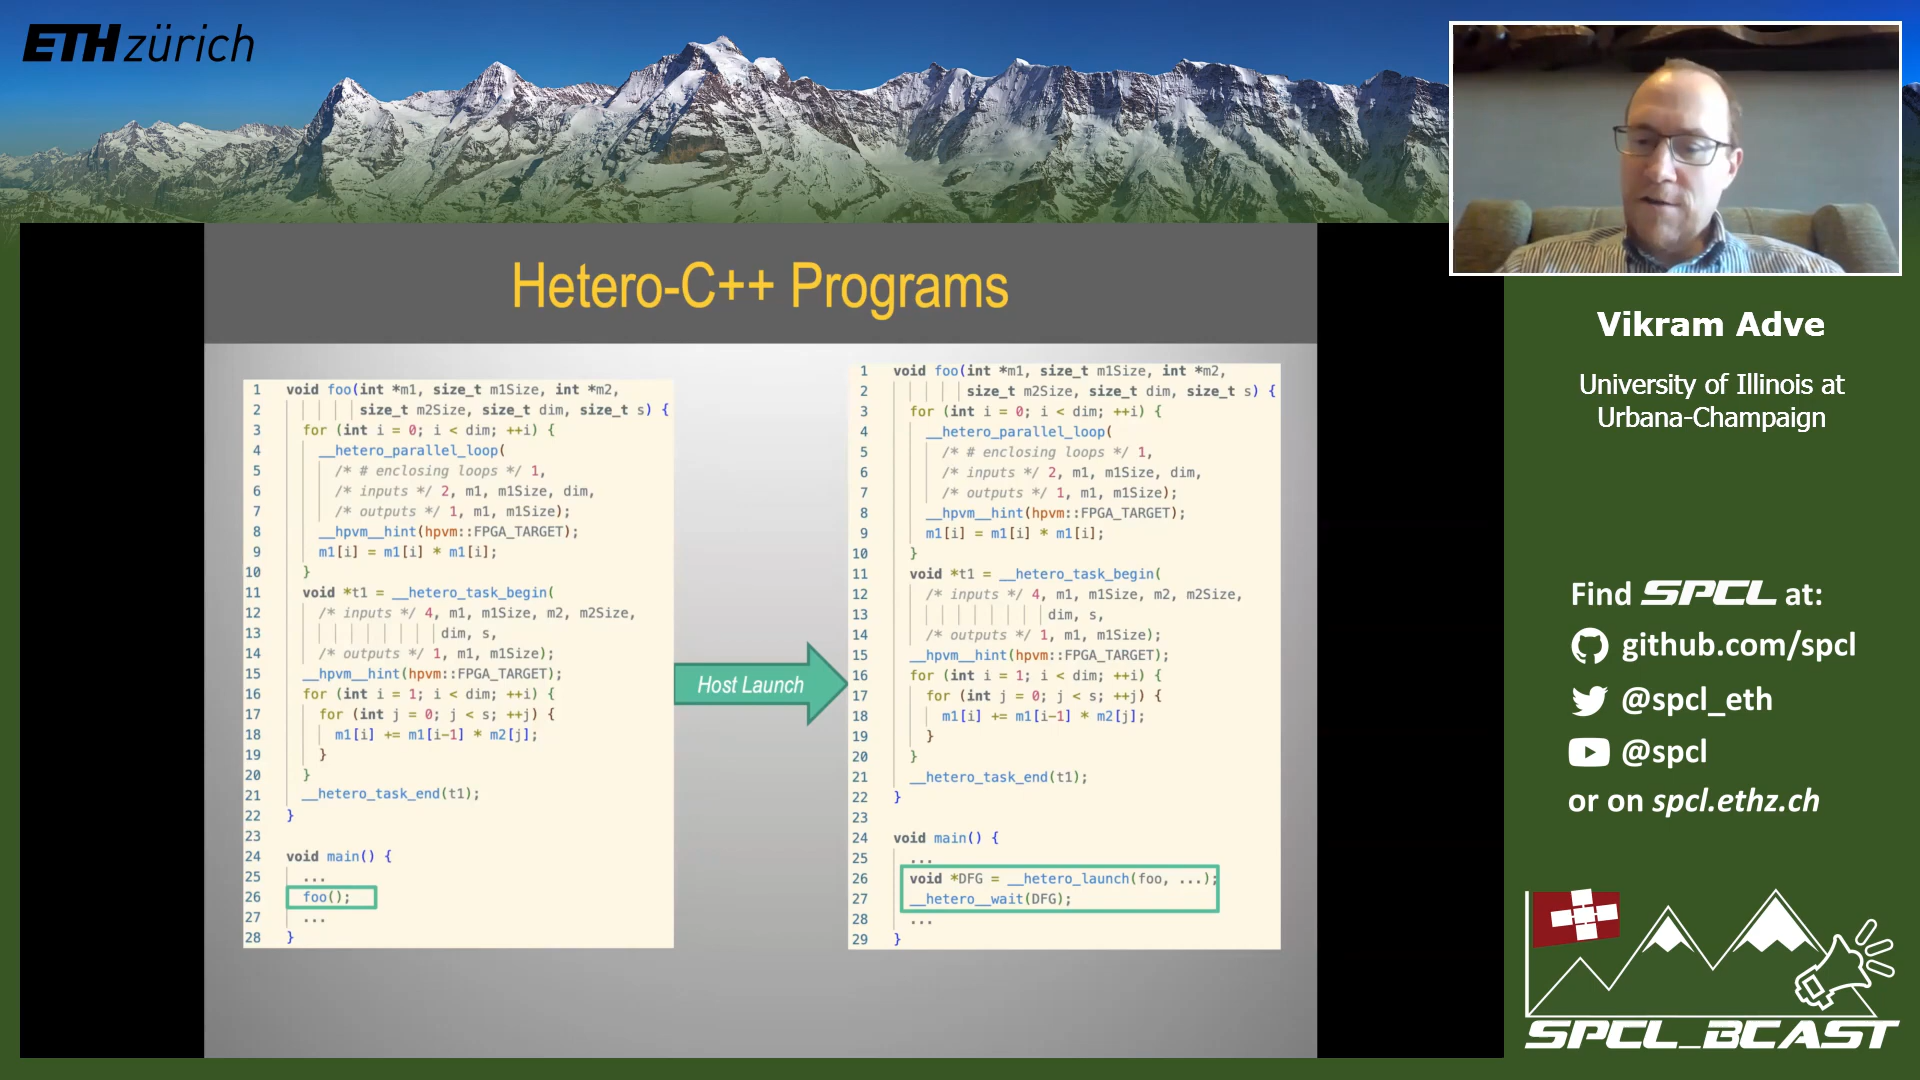 ETH zürich
Hetero-C++ Programs
1 void foo(int *m1, size_t m1Size, int *m2,
2 size_t m2Size, size_t dim, size_t s) {
3 for (int i = 0; i < dim; ++i) {
4 __hetero_parallel_loop(
5 /* # enclosing loops */ 1,
6 /* inputs */ 2, m1, m1Size, dim,
7 /* outputs */ 1, m1, m1Size);
8 __hpvm__hint(hpvm::FPGA_TARGET);
9 m1[i] = m1[i] * m1[i];
10 }
11 void *t1 = __hetero_task_begin(
12 /* inputs */ 4, m1, m1Size, m2, m2Size,
13 dim, s,
14 /* outputs */ 1, m1, m1Size);
15 __hpvm__hint(hpvm::FPGA_TARGET);
16 for (int i = 1; i < dim; ++i) {
17 for (int j = 0; j < s; ++j) {
18 m1[i] += m1[i-1] * m2[j];
19 }
20 }
21 __hetero_task_end(t1);
22 }
23
24 void main() {
25 ...
26 foo();
27 ...
28 }
Host Launch
1 void foo(int *m1, size_t m1Size, int *m2,
2 size_t m2Size, size_t dim, size_t s) {
3 for (int i = 0; i < dim; ++i) {
4 __hetero_parallel_loop(
5 /* # enclosing loops */ 1,
6 /* inputs */ 2, m1, m1Size, dim,
7 /* outputs */ 1, m1, m1Size);
8 __hpvm__hint(hpvm::FPGA_TARGET);
9 m1[i] = m1[i] * m1[i];
10 }
11 void *t1 = __hetero_task_begin(
12 /* inputs */ 4, m1, m1Size, m2, m2Size,
13 dim, s,
14 /* outputs */ 1, m1, m1Size);
15 __hpvm__hint(hpvm::FPGA_TARGET);
16 for (int i = 1; i < dim; ++i) {
17 for (int j = 0; j < s; ++j) {
18 m1[i] += m1[i-1] * m2[j];
19 }
20 }
21 __hetero_task_end(t1);
22 }
23
24 void main() {
25 ...
26 void *DFG = __hetero_launch(foo, ...);
27 __hetero__wait(DFG);
28 ...
29 }
Vikram Adve
University of Illinois at
Urbana-Champaign
Find SPCL at:
github.com/spcl
@spcl_eth
@spcl
or on spcl.ethz.ch
SPCL_BCAST